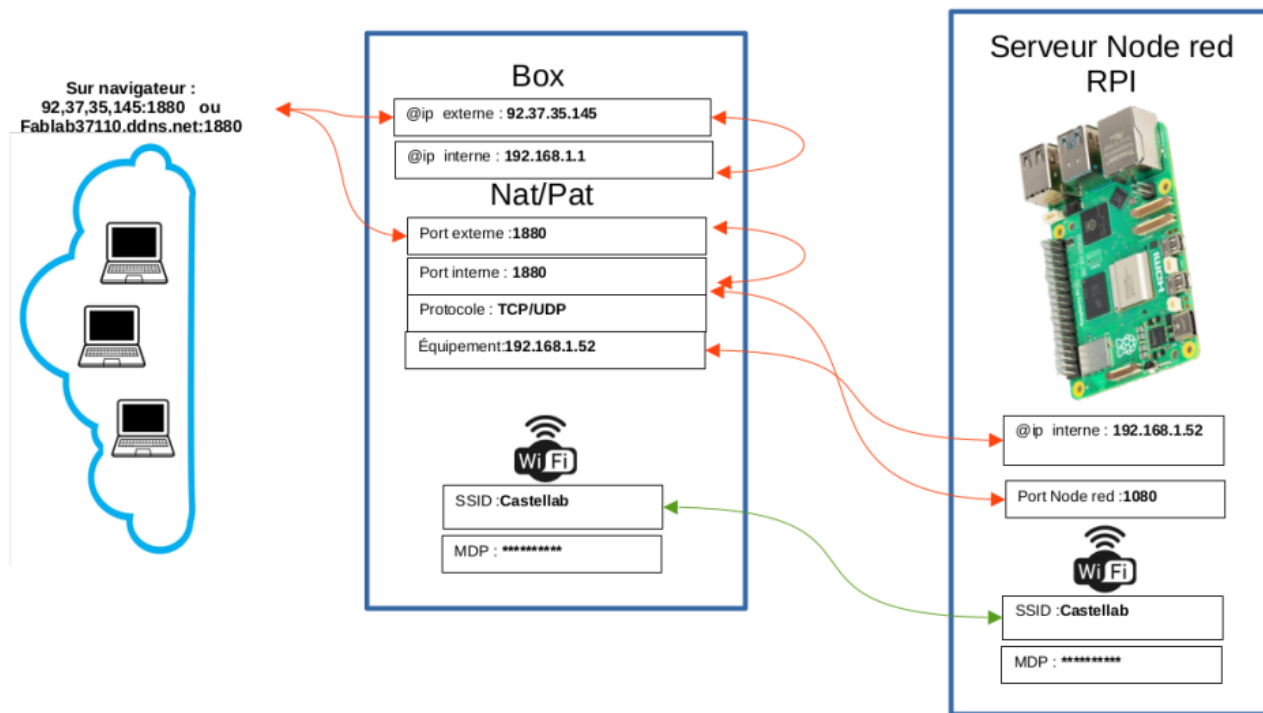 Sur navigateur :
92,37,35,145:1880 ou
Fablab37110.ddns.net:1880
Box
@ip externe : 92.37.35.145
@ip interne : 192.168.1.1
Nat/Pat
Port externe :1880
Port interne : 1880
Protocole : TCP/UDP
Équipement:192.168.1.52
Wi Fi
SSID :Castellab
MDP : **********
Serveur Node red
RPI
HDMI
@ip interne : 192.168.1.52
Port Node red :1080
Wi Fi
SSID :Castellab
MDP : **********